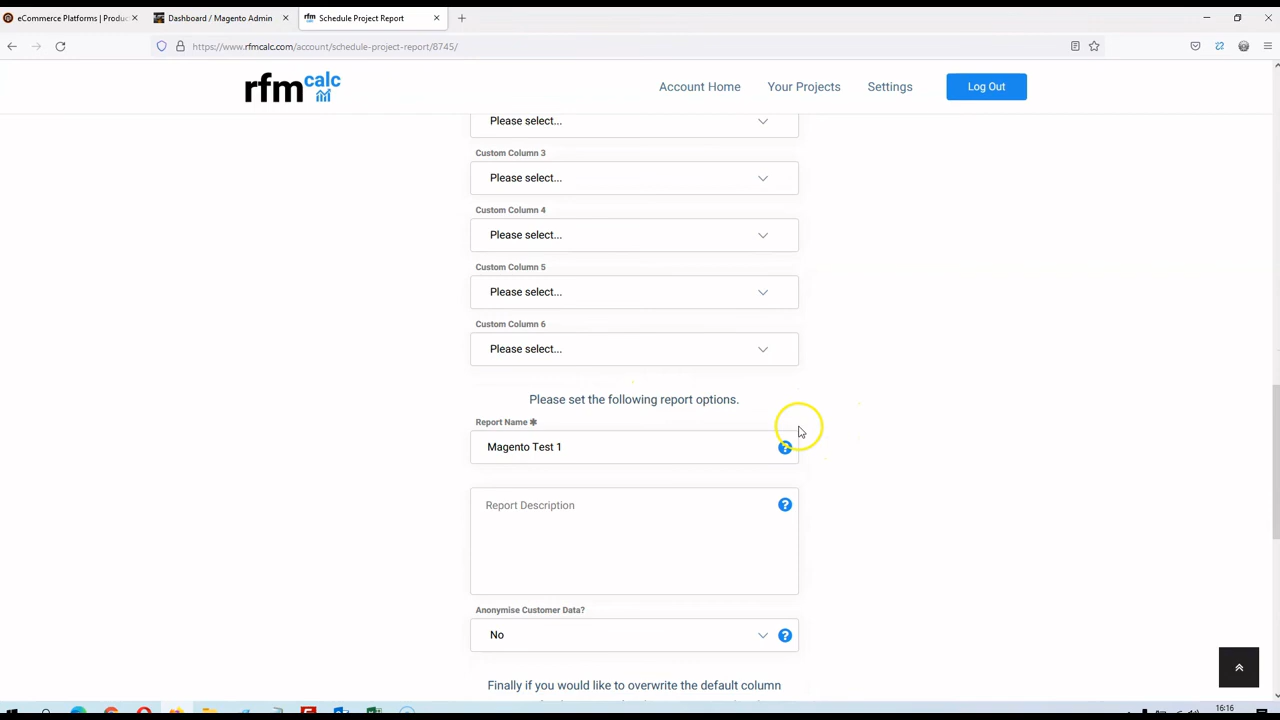 eCommerce Platforms | Produc
Dashboard / Magento Admin
rfm
Schedule Project Report
https://www.rfmcalc.com/account/schedule-project-report/8745/
rfm calc
Account Home
Your Projects
Settings
Log Out
Please select...
Custom Column 3
Please select...
Custom Column 4
Please select...
Custom Column 5
Please select...
Custom Column 6
Please select...
Please set the following report options.
Report Name ✱
Magento Test 1
?
Report Description
?
Anonymise Customer Data?
No
?
Finally if you would like to overwrite the default column
16:16